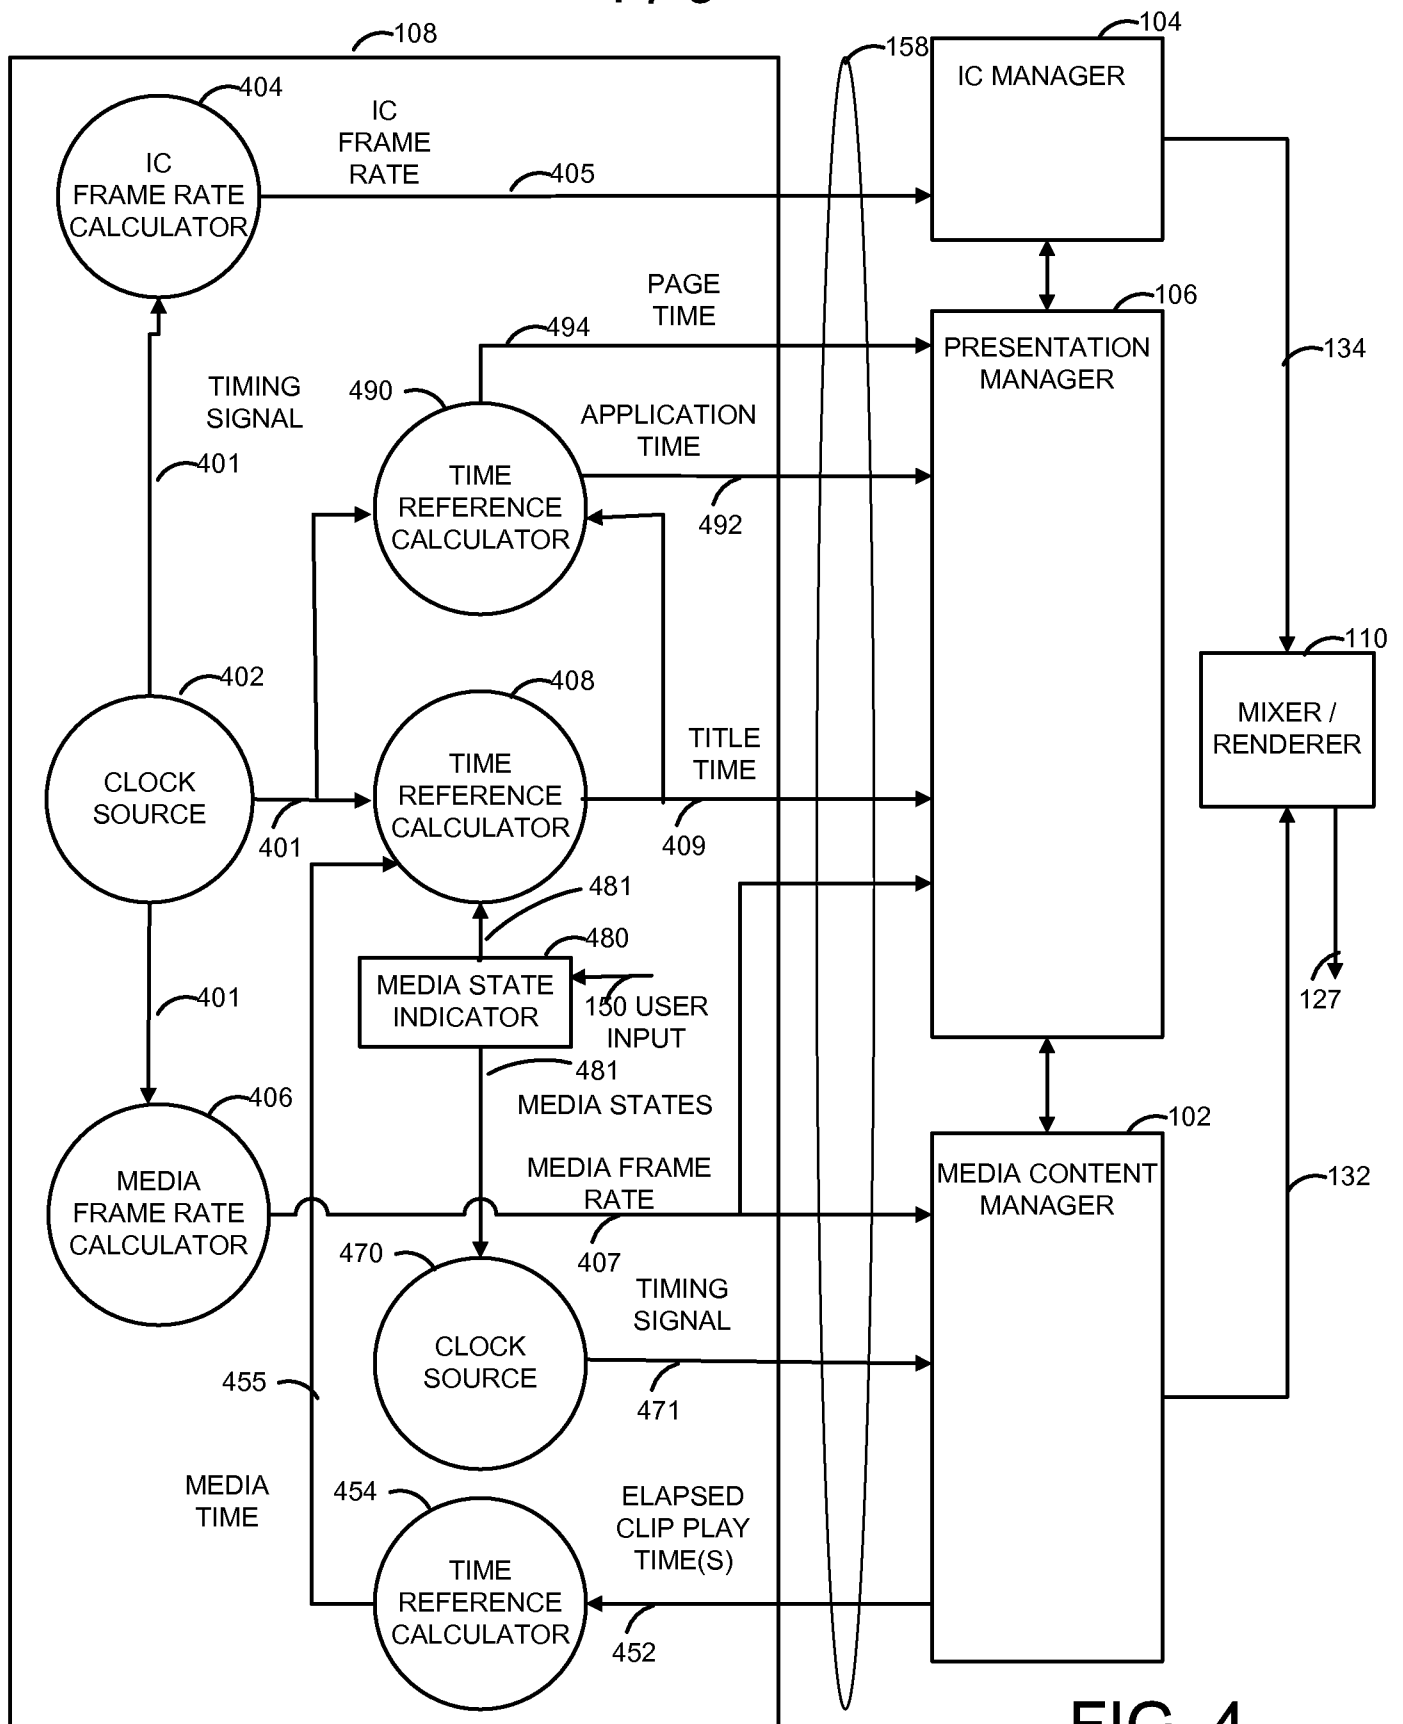 108
104
158
IC MANAGER
404
IC
FRAME
RATE
405
IC
FRAME RATE
CALCULATOR
PAGE
TIME
106
494
PRESENTATION
MANAGER
134
TIMING
SIGNAL
490
APPLICATION
TIME
401
TIME
REFERENCE
CALCULATOR
492
110
402
408
MIXER /
RENDERER
TITLE
TIME
CLOCK
SOURCE
TIME
REFERENCE
CALCULATOR
401
409
481
480
MEDIA STATE
INDICATOR
150 USER
INPUT
401
127
481
MEDIA STATES
406
102
MEDIA FRAME
RATE
MEDIA CONTENT
MANAGER
132
MEDIA
FRAME RATE
CALCULATOR
407
470
TIMING
SIGNAL
CLOCK
SOURCE
455
471
MEDIA
TIME
454
ELAPSED
CLIP PLAY
TIME(S)
TIME
REFERENCE
CALCULATOR
452
FIG. 4